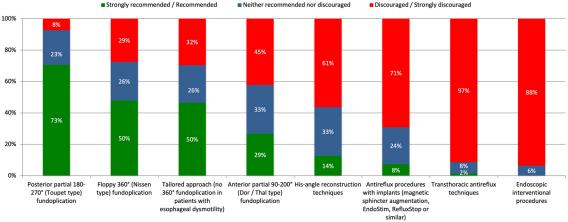 Strongly recommended / Recommended
Neither recommended nor discouraged
Discouraged / Strongly discouraged
100%
80%
60%
40%
20%
0%
8%
23%
73%
29%
26%
50%
32%
26%
50%
45%
33%
29%
61%
33%
14%
71%
24%
8%
97%
8%
2%
88%
6%
Posterior partial 180-
270° (Toupet type)
fundoplication
Floppy 360° (Nissen
type) fundoplication
Tailored approach (no
360° fundoplication in
patients with
esophageal dysmotility)
Anterior partial 90-200°
(Dor / Thal type)
fundoplication
His-angle reconstruction
techniques
Antireflux procedures
with implants (magnetic
sphincter augmentation,
EndoStim, RefluxStop or
similar)
Transthoracic antireflux
techniques
Endoscopic
interventional procedures